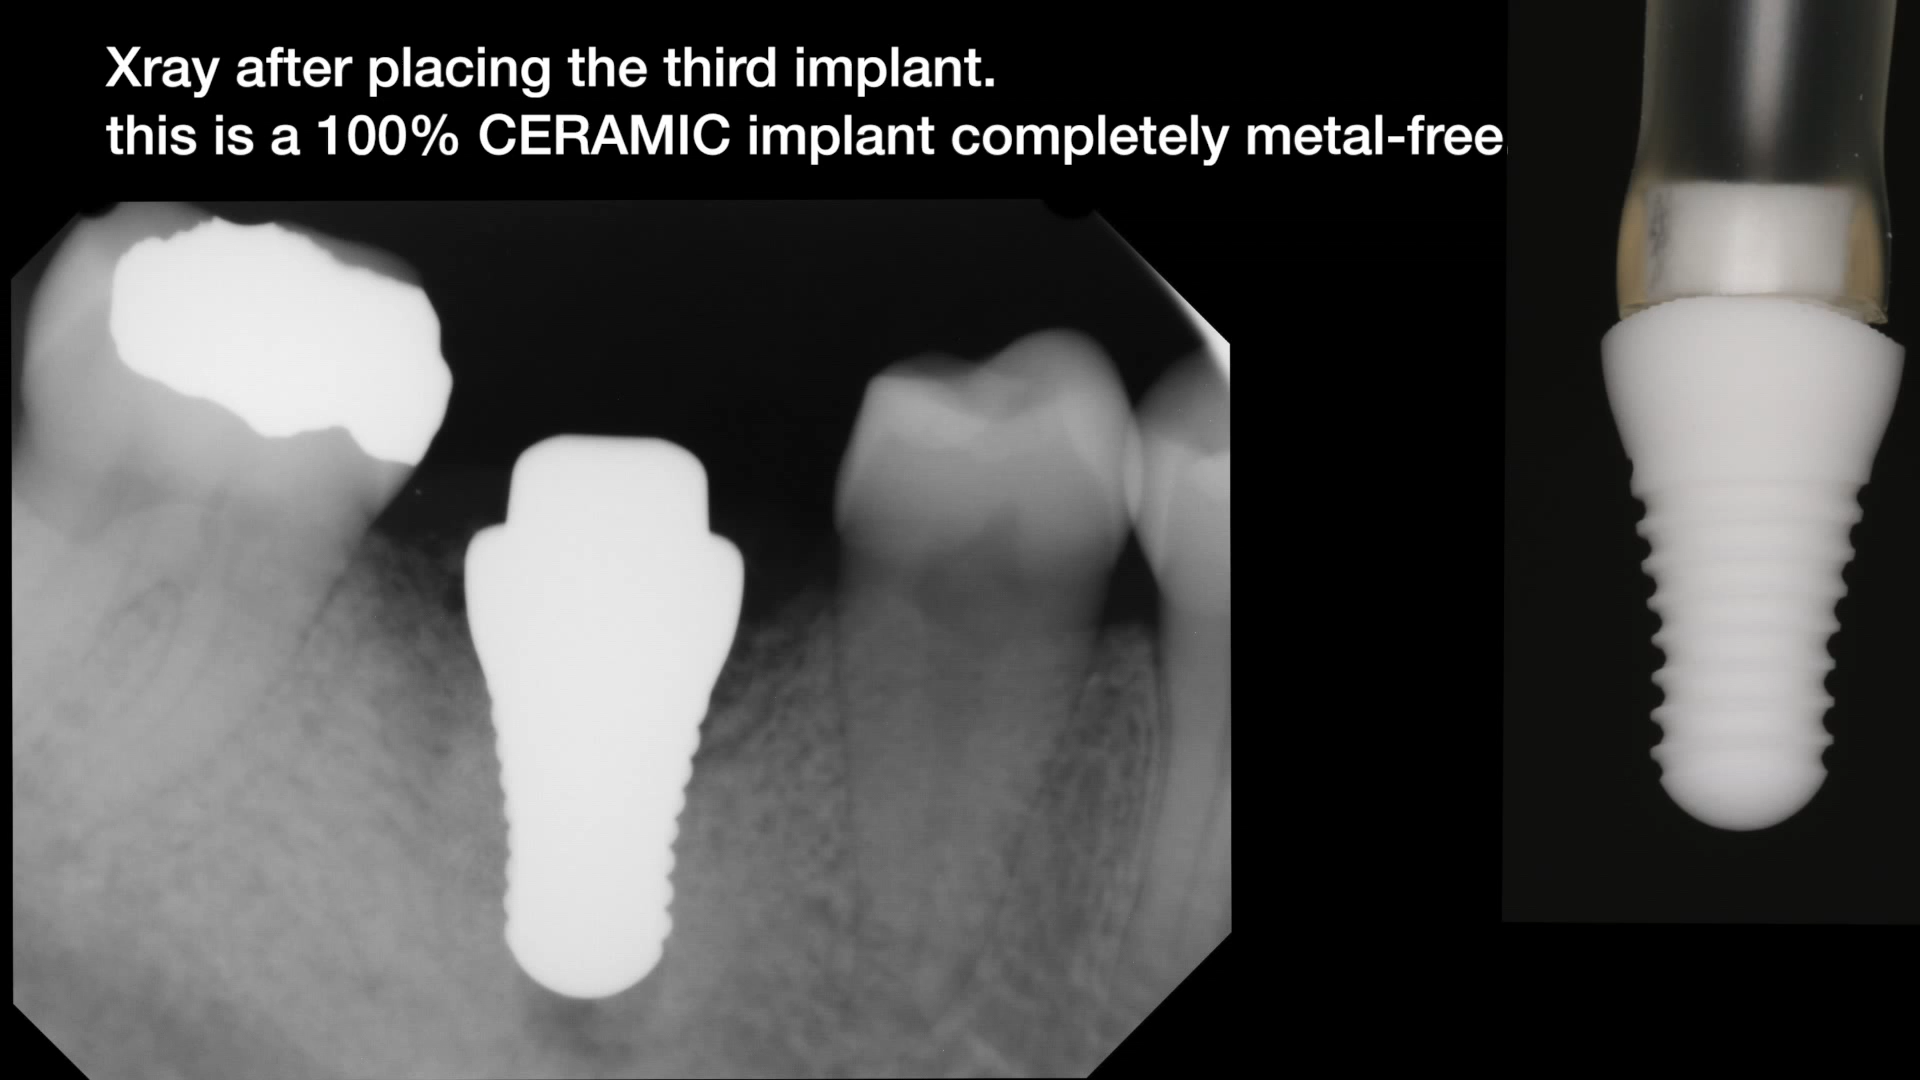 Xray after placing the third implant.
this is a 100% CERAMIC implant completely metal-free.